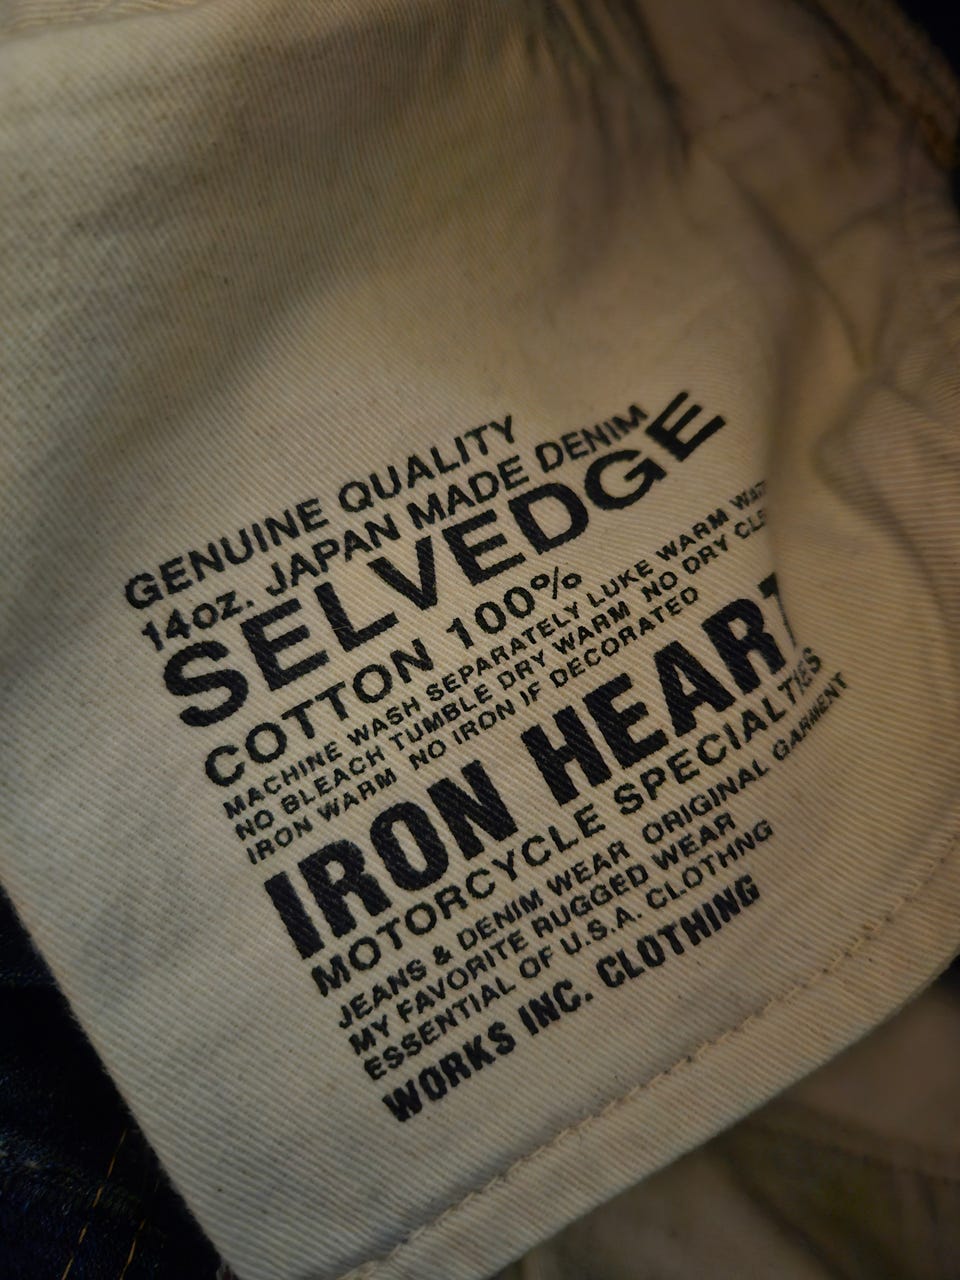 GENUINE QUALITY
14oz. JAPAN MADE DENIM
SELVEDGE
COTTON 100%
MACHINE WASH SEPARATELY LUKE WARM
NO BLEACH TUMBLE DRY WARM NO DRY
IRON WARM NO IRON IF DECORATED
IRON HEART
MOTORCYCLE SPECIALTIES
JEANS & DENIM WEAR ORIGINAL GARMENT
MY FAVORITE RUGGED WEAR
ESSENTIAL OF U.S.A. CLOTHNG
WORKS INC. CLOTHING